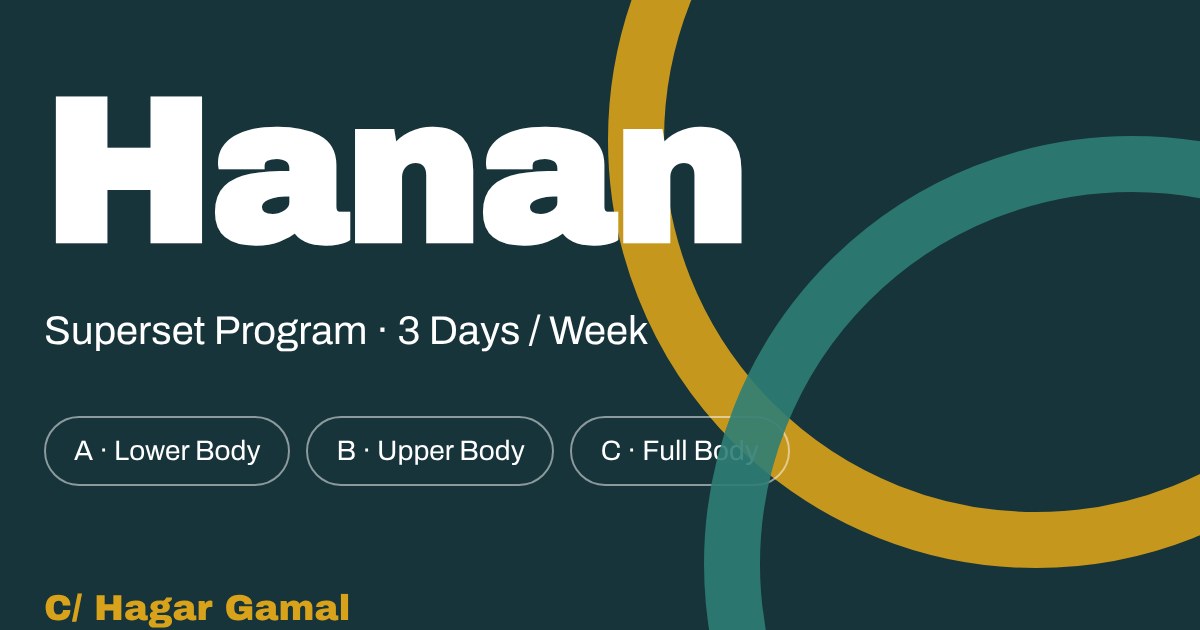 Hanan
Superset Program · 3 Days / Week
A · Lower Body
B · Upper Body
C · Full Body
C/ Hagar Gamal